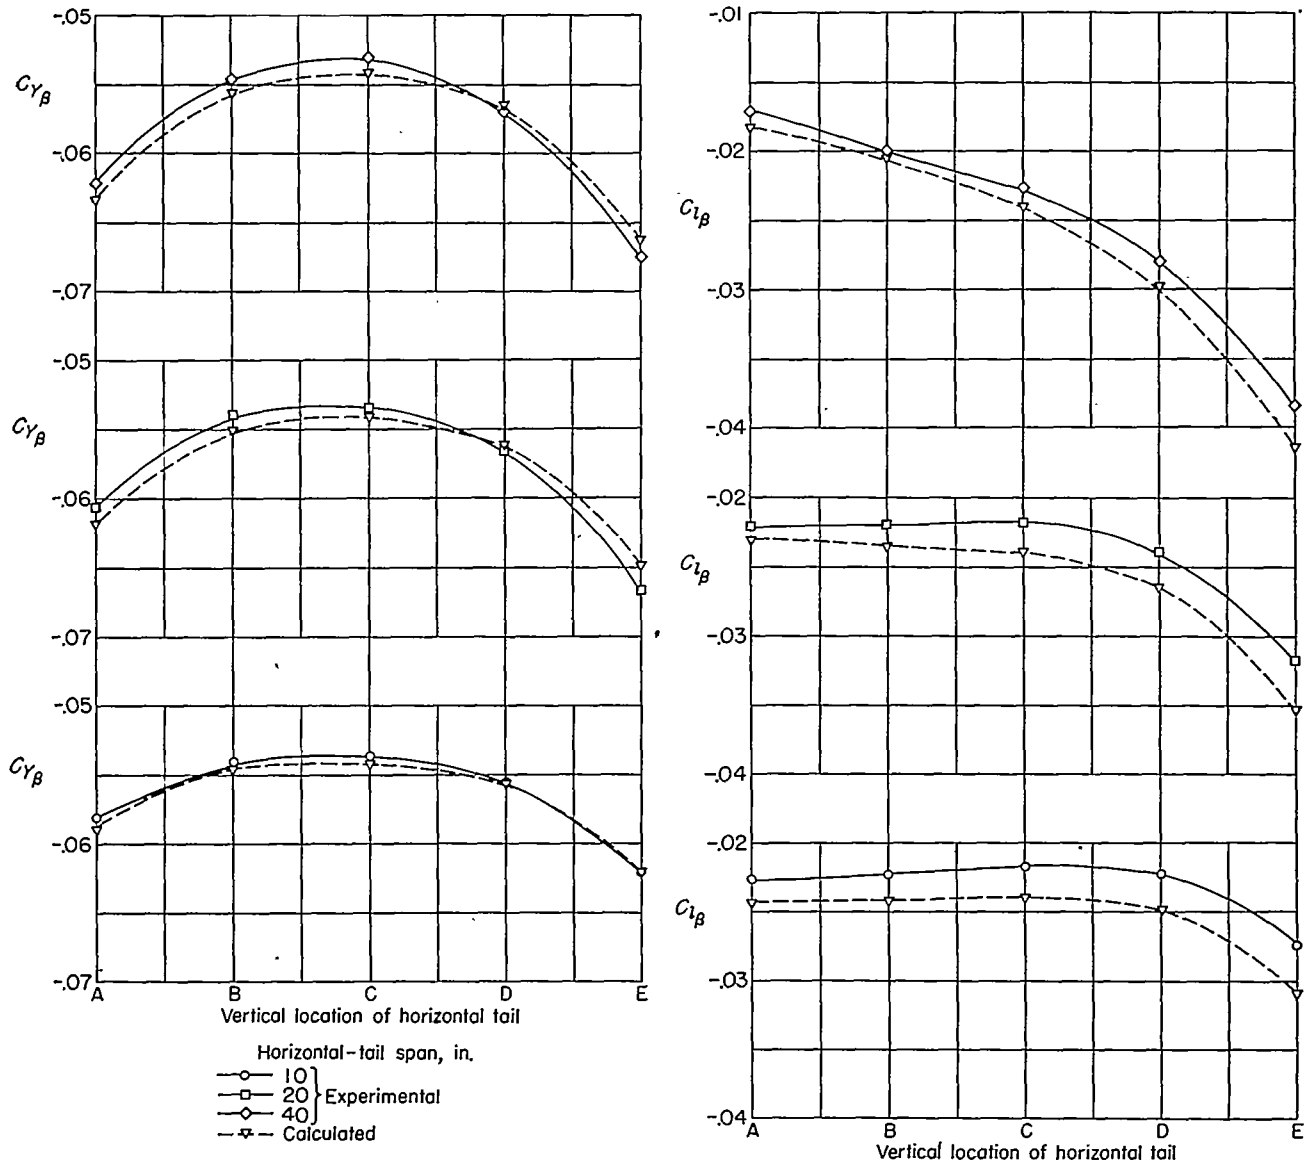 -.05
CYβ
-.06
-.07
-.05
CYβ
-.06
-.07
-.05
CYβ
-.06
-.07
A B C D E
Vertical location of horizontal tail
Horizontal-tail span, in.
10
20 Experimental
40
Calculated
-.01
-.02
Clβ
-.03
-.04
-.02
Clβ
-.03
-.04
-.02
Clβ
-.03
-.04
A B C D E
Vertical location of horizontal tail